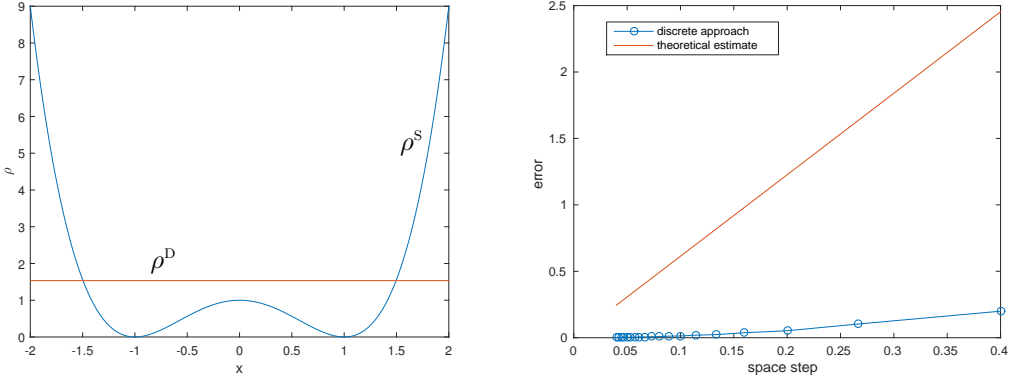 9
8
7
6
5
4
3
2
1
0
-2 -1.5 -1 -0.5 0 0.5 1 1.5 2
x
ρ
ρ^S
ρ^D
2.5
2
1.5
1
0.5
0
0 0.05 0.1 0.15 0.2 0.25 0.3 0.35 0.4
space step
error
discrete approach
theoretical estimate